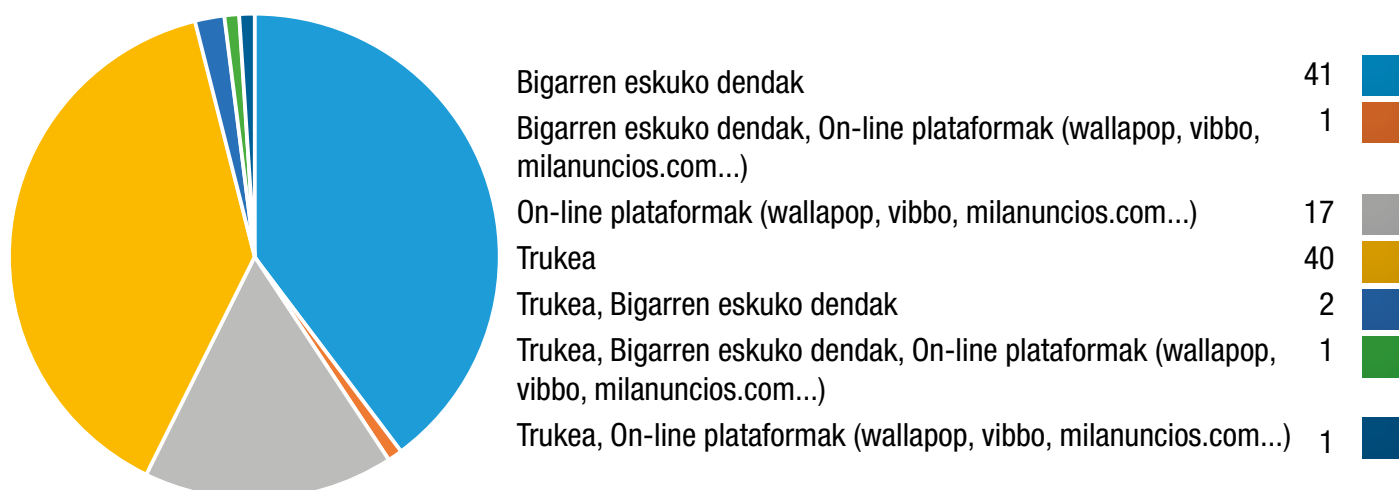 Bigarren eskuko dendak 41
Bigarren eskuko dendak, On-line plataformak (wallapop, vibbo, 1
milanuncios.com...)
On-line plataformak (wallapop, vibbo, milanuncios.com...) 17
Trukea 40
Trukea, Bigarren eskuko dendak 2
Trukea, Bigarren eskuko dendak, On-line plataformak (wallapop, 1
vibbo, milanuncios.com...)
Trukea, On-line plataformak (wallapop, vibbo, milanuncios.com...) 1